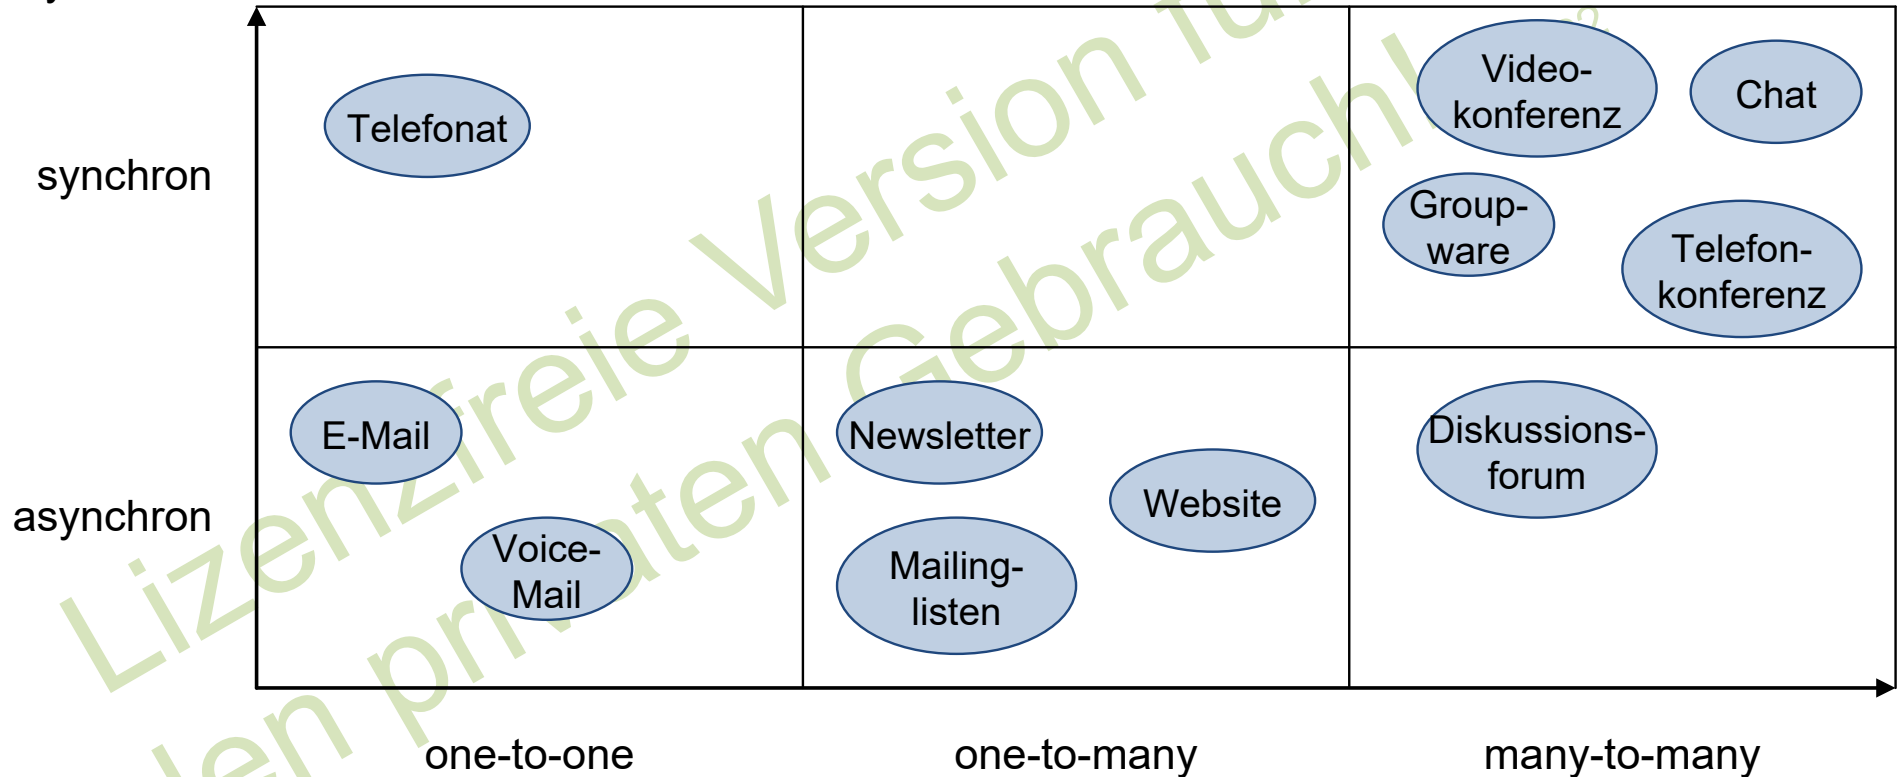 synchron
Telefonat
Video-
konferenz
Chat
Group-
ware
Telefon-
konferenz
asynchron
E-Mail
Voice-
Mail
Newsletter
Website
Mailing-
listen
Diskussions-
forum
one-to-one
one-to-many
many-to-many
Lizenzfreie Version für
den privaten Gebrauch!